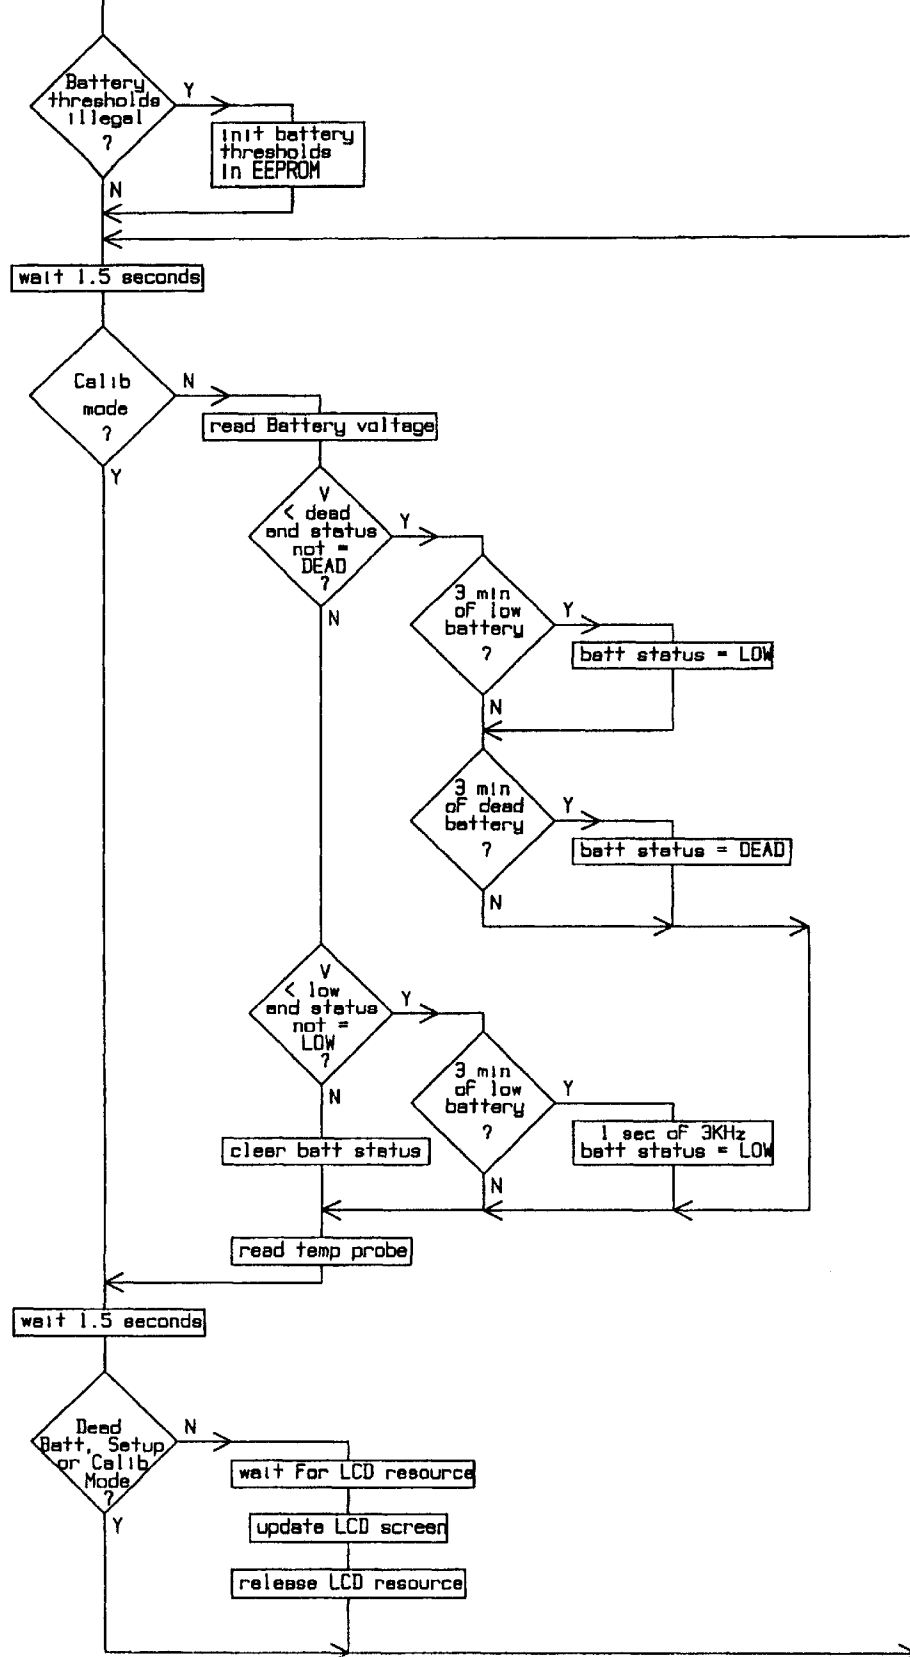 Battery
thresholds
illegal
?
Y
init battery
thresholds
in EEPROM
N
wait 1.5 seconds
Calib
mode
?
N
read Battery voltage
Y
V
< dead
and status
not =
DEAD
?
Y
3 min
of low
battery
?
Y
batt status = LOW
N
N
3 min
of dead
battery
?
Y
batt status = DEAD
N
V
< low
and status
not =
LOW
?
Y
3 min
of low
battery
?
Y
1 sec of 3KHz
batt status = LOW
N
clear batt status
N
read temp probe
wait 1.5 seconds
Dead
Batt, Setup
or Calib
Mode
?
N
wait for LCD resource
update LCD screen
release LCD resource
Y